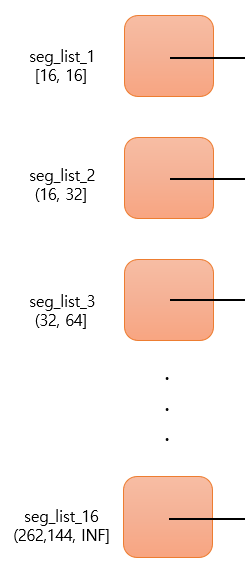 seg_list_1
[16, 16]
seg_list_2
(16, 32]
seg_list_3
(32, 64]
.
.
.
seg_list_16
(262,144, INF]